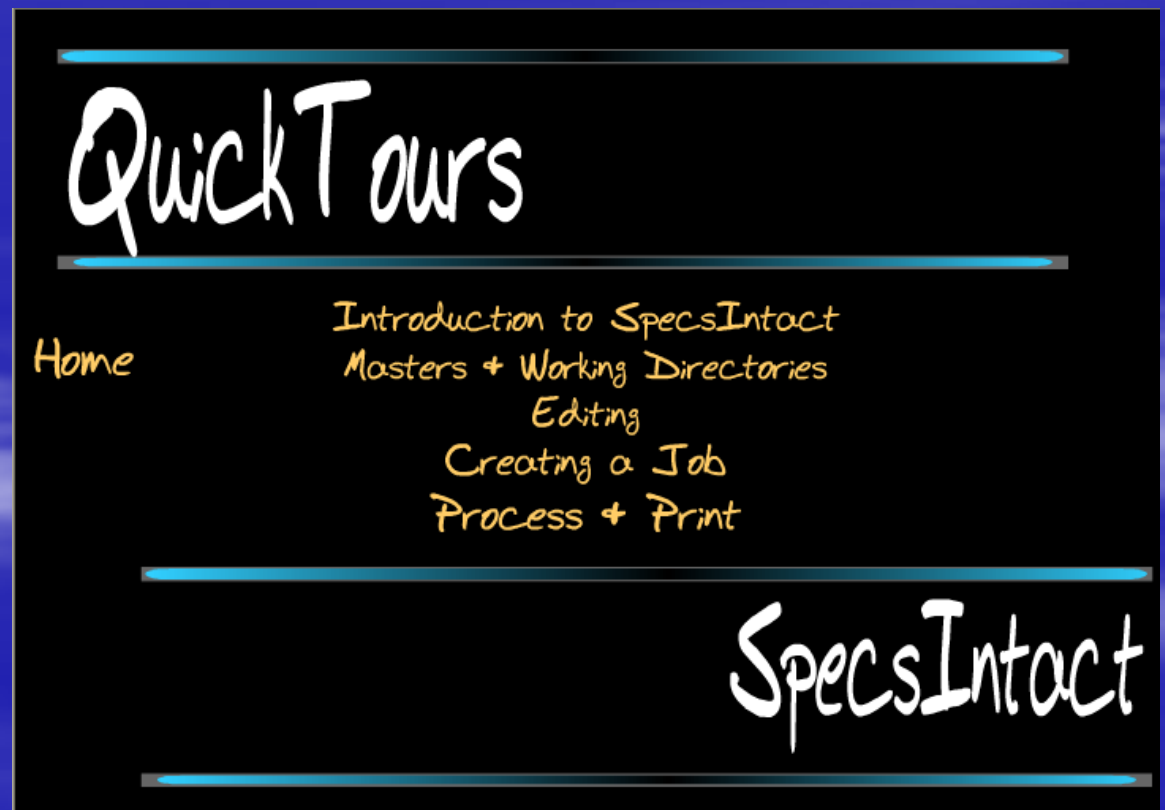 QuickTours
Introduction to SpecsIntact
Home
Masters & Working Directories
Editing
Creating a Job
Process & Print
SpecsIntact